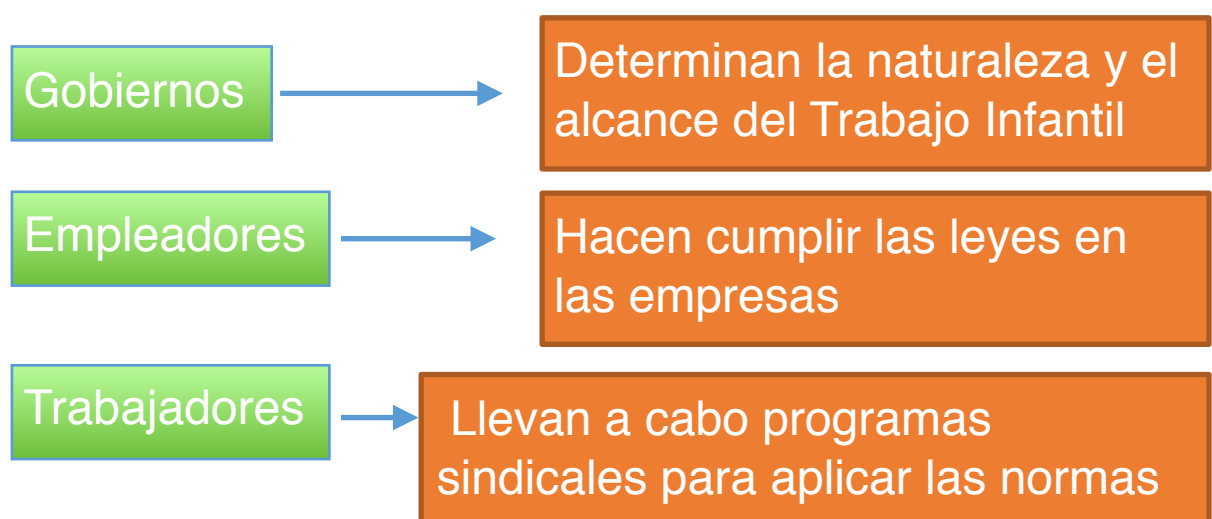 Gobiernos
Determinan la naturaleza y el
alcance del Trabajo Infantil
Empleadores
Hacen cumplir las leyes en
las empresas
Trabajadores
Llevan a cabo programas
sindicales para aplicar las normas